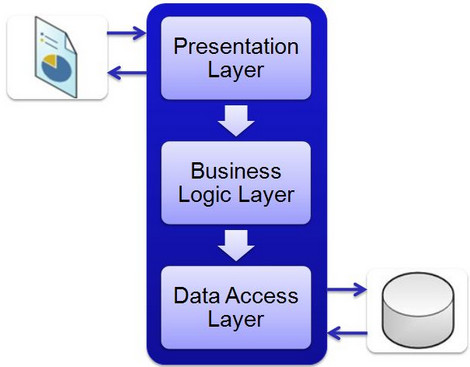 Presentation
Layer
Business
Logic Layer
Data Access
Layer